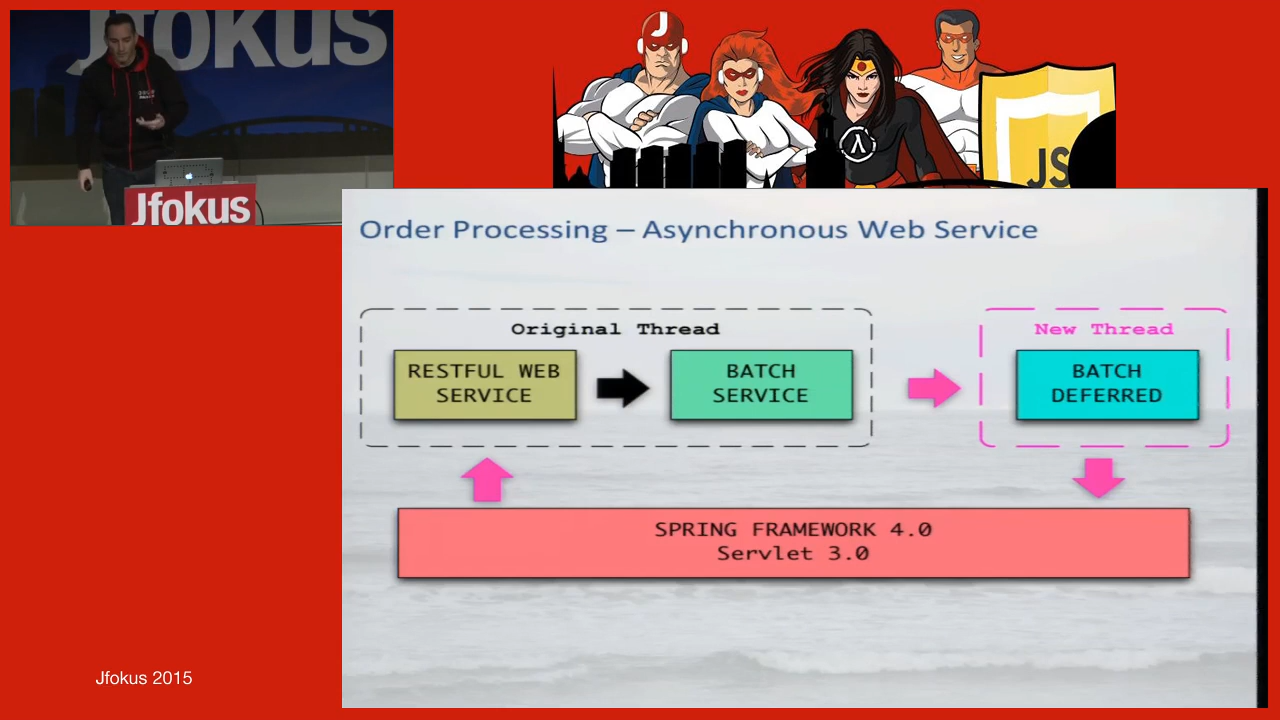 Jfokus
Jfokus
J
JS
Order Processing – Asynchronous Web Service
Original Thread
New Thread
RESTFUL WEB
SERVICE
BATCH
SERVICE
BATCH
DEFERRED
SPRING FRAMEWORK 4.0
Servlet 3.0
Jfokus 2015